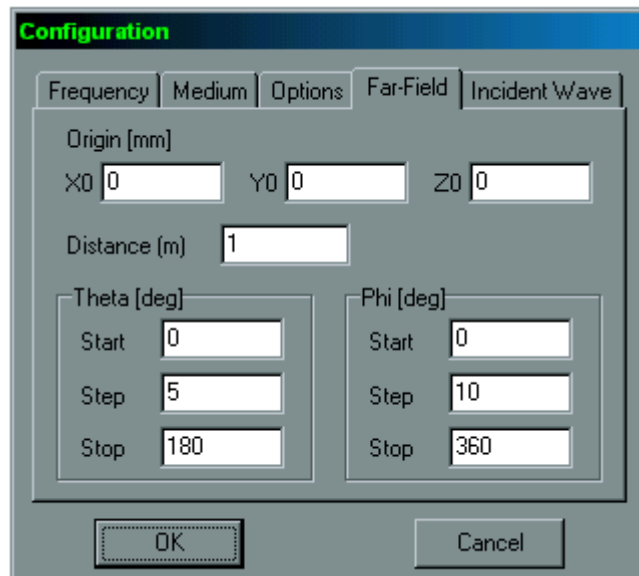 Configuration
Frequency Medium Options Far-Field Incident Wave
Origin [mm]
X0 0 Y0 0 Z0 0
Distance (m) 1
Theta [deg] Phi [deg]
Start 0 Start 0
Step 5 Step 10
Stop 180 Stop 360
OK Cancel